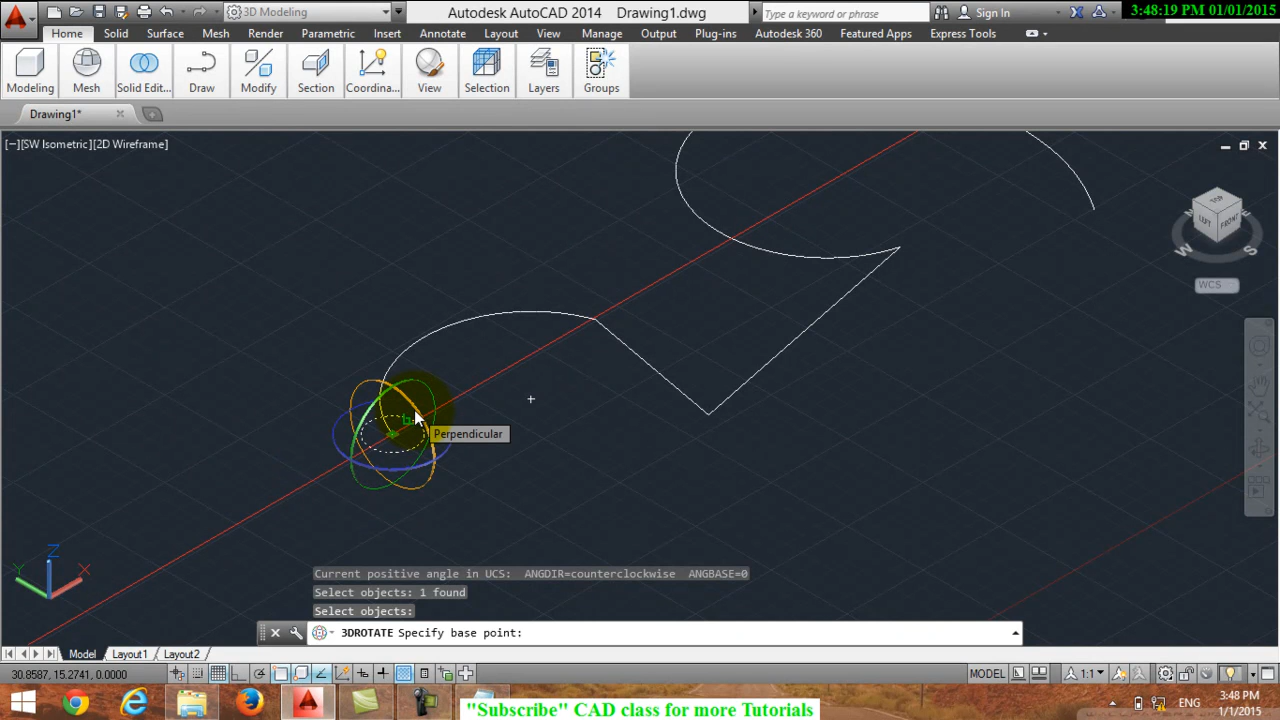 3D Modeling
Autodesk AutoCAD 2014 Drawing1.dwg
Type a keyword or phrase
Sign In
3:48:19 PM 01/01/2015
Home Solid Surface Mesh Render Parametric Insert Annotate Layout View Manage Output Plug-ins Autodesk 360 Featured Apps Express Tools
Modeling Mesh Solid Edit... Draw Modify Section Coordina... View Selection Layers Groups
Drawing1*
[−][SW Isometric][2D Wireframe]
TOP
LEFT FRONT
W S
WCS
Perpendicular
Z
Y X
Current positive angle in UCS: ANGDIR=counterclockwise ANGBASE=0
Select objects: 1 found
Select objects:
3DROTATE Specify base point:
Model Layout1 Layout2
30.8587, 15.2741, 0.0000
MODEL
1:1
ENG
3:48 PM
1/1/2015
"Subscribe" CAD class for more Tutorials